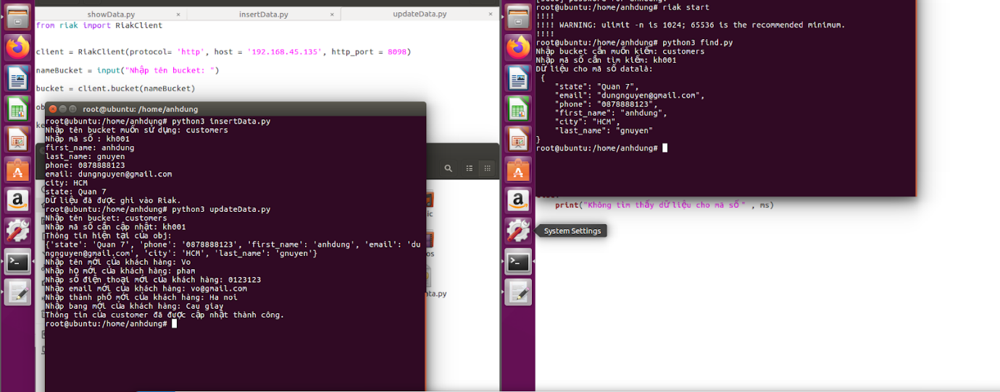 showData.py × insertData.py × updateData.py ×
from riak import RiakClient
client = RiakClient(protocol= 'http', host = '192.168.45.135', http_port = 8098)
nameBucket = input("Nhập tên bucket: ")
bucket = client.bucket(nameBucket)
root@ubuntu: /home/anhdung
root@ubuntu:/home/anhdung# python3 insertData.py
Nhập tên bucket muốn sử dụng: customers
Nhập mã số : kh001
first_name: anhdung
last_name: gnuyen
phone: 0878888123
email: dungnguyen@gmail.com
city: HCM
state: Quan 7
Dữ liệu đã được ghi vào Riak.
root@ubuntu:/home/anhdung# python3 updateData.py
Nhập tên bucket: customers
Nhập mã số cần cập nhật: kh001
Thông tin hiện tại của obj:
{'state': 'Quan 7', 'phone': '0878888123', 'first_name': 'anhdung', 'email': 'du
ngnguyen@gmail.com', 'city': 'HCM', 'last_name': 'gnuyen'}
Nhập tên mới của khách hàng: Vo
Nhập họ mới của khách hàng: pham
Nhập số điện thoại mới của khách hàng: 0123123
Nhập email mới của khách hàng: vo@gmail.com
Nhập thành phố mới của khách hàng: Ha noi
Nhập bang mới của khách hàng: Cau giay
Thông tin của customer đã được cập nhật thành công.
root@ubuntu:/home/anhdung#
root@ubuntu:/home/anhdung# riak start
!!!!
!!!! WARNING: ulimit -n is 1024; 65536 is the recommended minimum.
!!!!
root@ubuntu:/home/anhdung# python3 find.py
Nhập bucket cần muốn kiếm: customers
Nhập mã số cần tìm kiếm: kh001
Dữ liệu cho mã số datalà:
{
"state": "Quan 7",
"email": "dungnguyen@gmail.com",
"phone": "0878888123",
"first_name": "anhdung",
"city": "HCM",
"last_name": "gnuyen"
}
root@ubuntu:/home/anhdung#
print("Không tìm thấy dữ liệu cho mã số " , ms)
System Settings